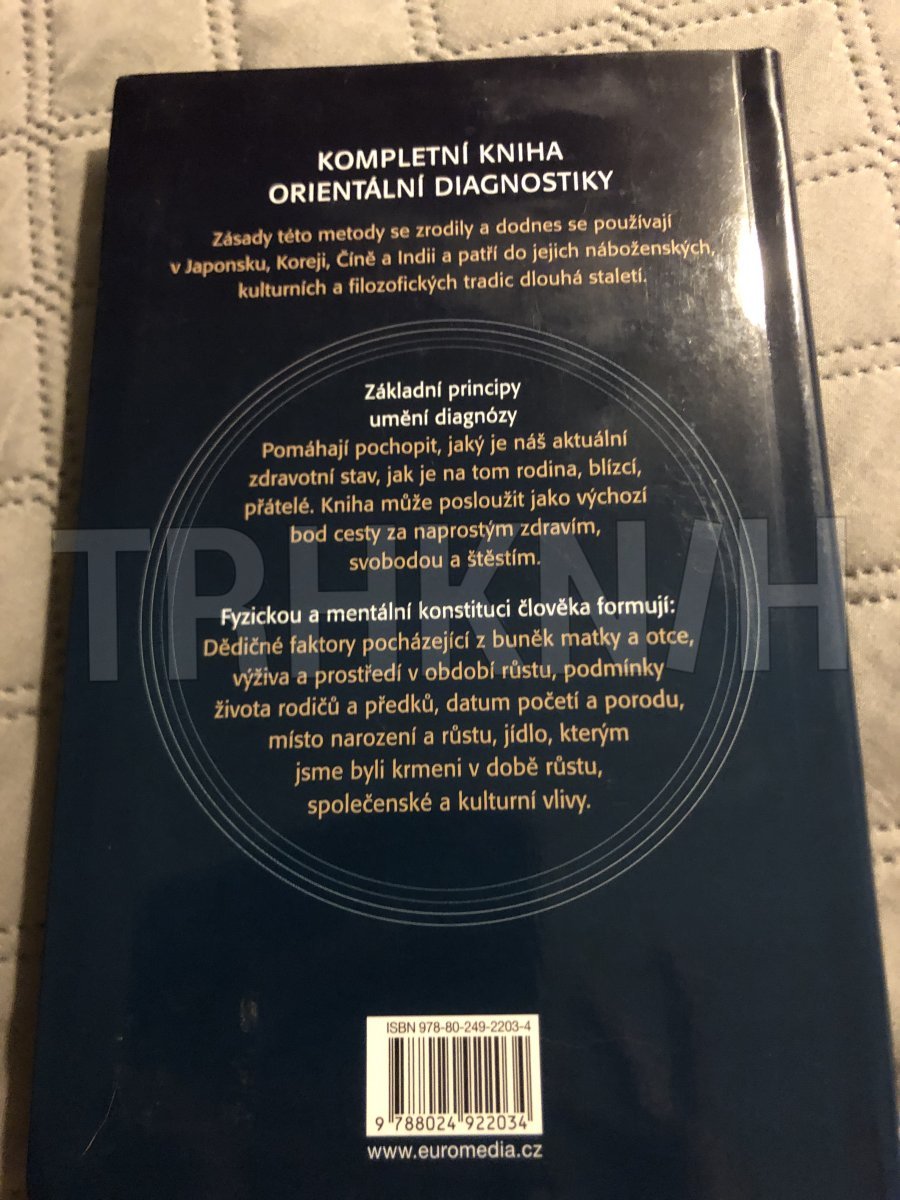 KOMPLETNÍ KNIHA
ORIENTÁLNÍ DIAGNOSTIKY
Zásady této metody se zrodily a dodnes se používají
v Japonsku, Koreji, Číně a Indii a patří do jejich náboženských,
kulturních a filozofických tradic dlouhá staletí.
Základní principy
umění diagnózy
Pomáhají pochopit, jaký je náš aktuální
zdravotní stav, jak je na tom rodina, blízcí,
přátelé. Kniha může posloužit jako výchozí
bod cesty za naprostým zdravím,
svobodou a štěstím.
TRHKNIH
Fyzickou a mentální konstituci člověka formují:
Dědičné faktory pocházející z buněk matky a otce,
výživa a prostředí v období růstu, podmínky
života rodičů a předků, datum početí a porodu,
místo narození a růstu, jídlo, kterým
jsme byli krmeni v době růstu,
společenské a kulturní vlivy.
ISBN 978-80-249-2203-4
9 788024 922034
www.euromedia.cz